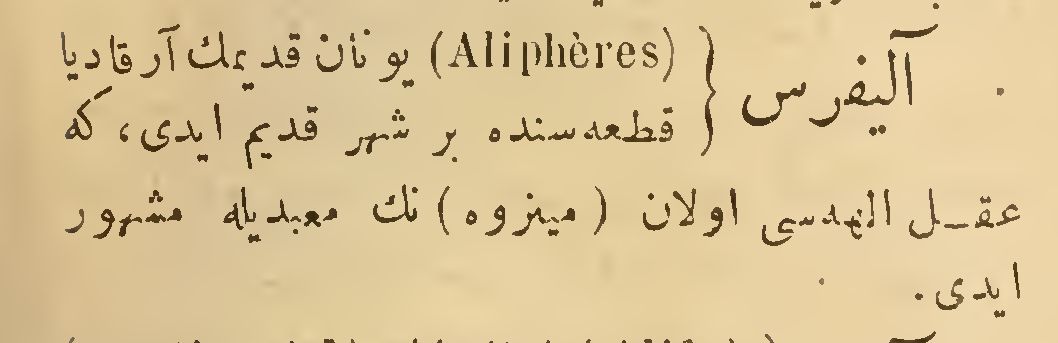 آليفرس { (Aliphères) يونان قديمك آرقاديا
قطعه‌سنده بر شهر قديم ايدى، كه
عقـل الهه‌سى اولان (مينروه) نك معبديله مشهور
ايدى.